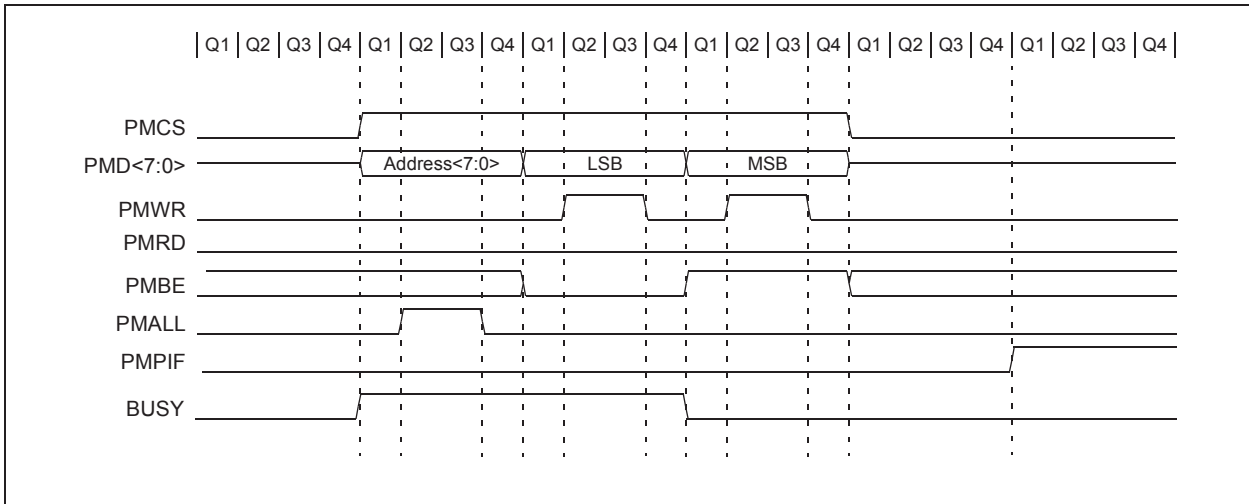 Q1 Q2 Q3 Q4 Q1 Q2 Q3 Q4 Q1 Q2 Q3 Q4 Q1 Q2 Q3 Q4 Q1 Q2 Q3 Q4 Q1 Q2 Q3 Q4
PMCS
PMD<7:0> Address<7:0> LSB MSB
PMWR
PMRD
PMBE
PMALL
PMPIF
BUSY